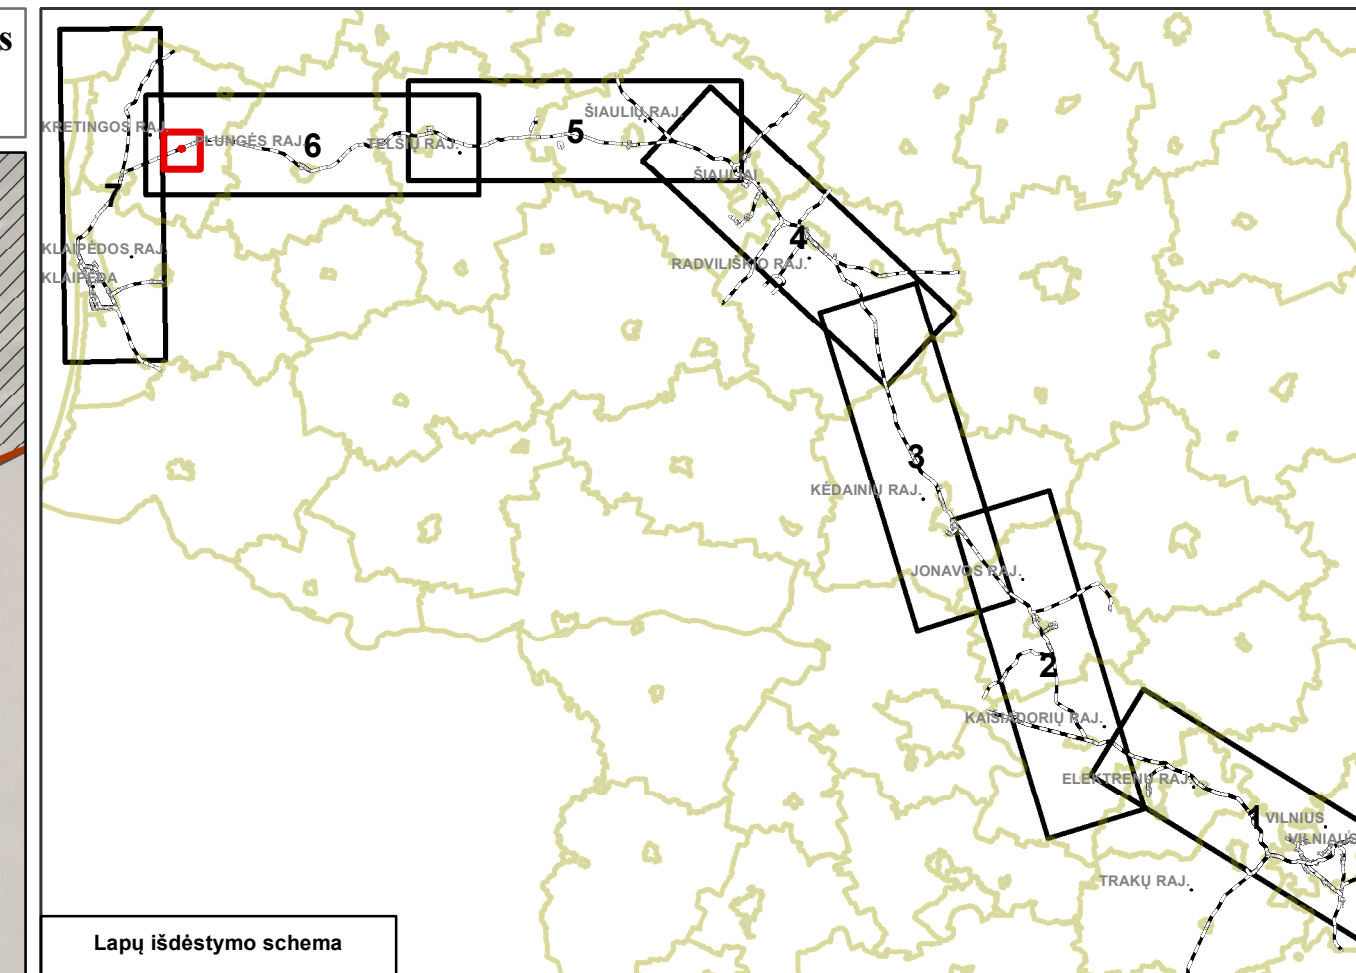 s
KRETINGOS RAJ.
PLUNGĖS RAJ.
6
TELŠIŲ RAJ.
5
ŠIAULIŲ RAJ.
ŠIAULIAI
7
4
KLAIPĖDOS RAJ.
KLAIPĖDA
RADVILIŠKIO RAJ.
3
KĖDAINIŲ RAJ.
JONAVOS RAJ.
2
KAIŠIADORIŲ RAJ.
ELEKTRĖNŲ RAJ.
1
VILNIUS
VILNIAUS
TRAKŲ RAJ.
Lapų išdėstymo schema